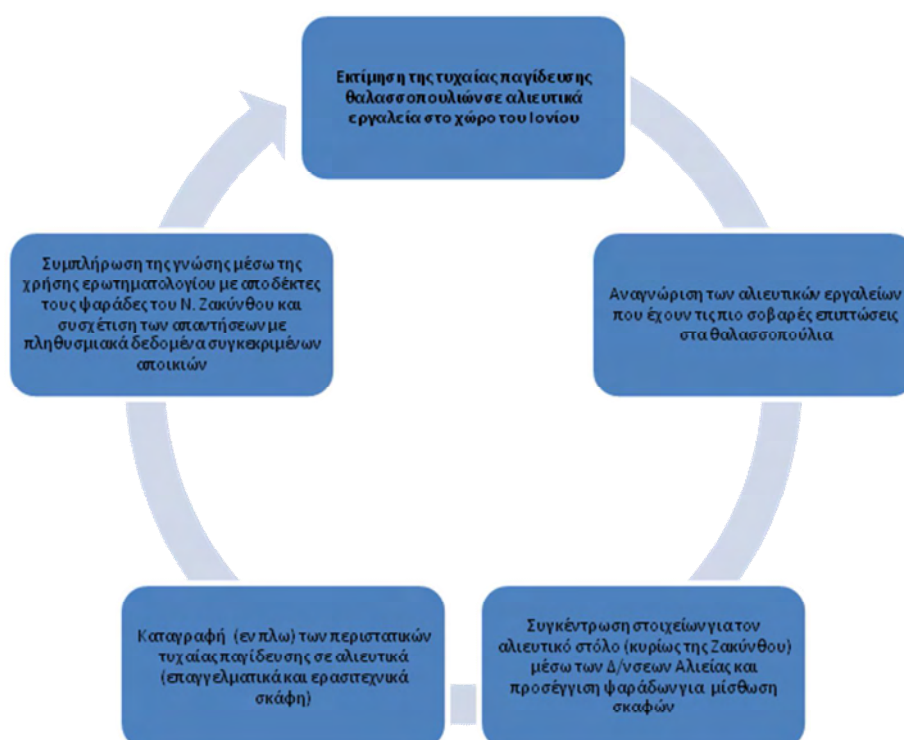 Εκτίμηση της τυχαίας παγίδευσης
θαλασσοπουλιών σε αλιευτικά
εργαλεία στο χώρο του Ιονίου
Αναγνώριση των αλιευτικών εργαλείων
που έχουν τις πιο σοβαρές επιπτώσεις
στα θαλασσοπούλια
Συγκέντρωση στοιχείων για τον
αλιευτικό στόλο (κυρίως της Ζακύνθου)
μέσω των Δ/νσεων Αλιείας και
προσέγγιση ψαράδων για μίσθωση
σκαφών
Καταγραφή (εν πλω) των περιστατικών
τυχαίας παγίδευσης σε αλιευτικά
(επαγγελματικά και ερασιτεχνικά
σκάφη)
Συμπλήρωση της γνώσης μέσω της
χρήσης ερωτηματολογίου με αποδέκτες
τους ψαράδες του Ν. Ζακύνθου και
συσχέτιση των απαντήσεων με
πληθυσμιακά δεδομένα συγκεκριμένων
αποικιών